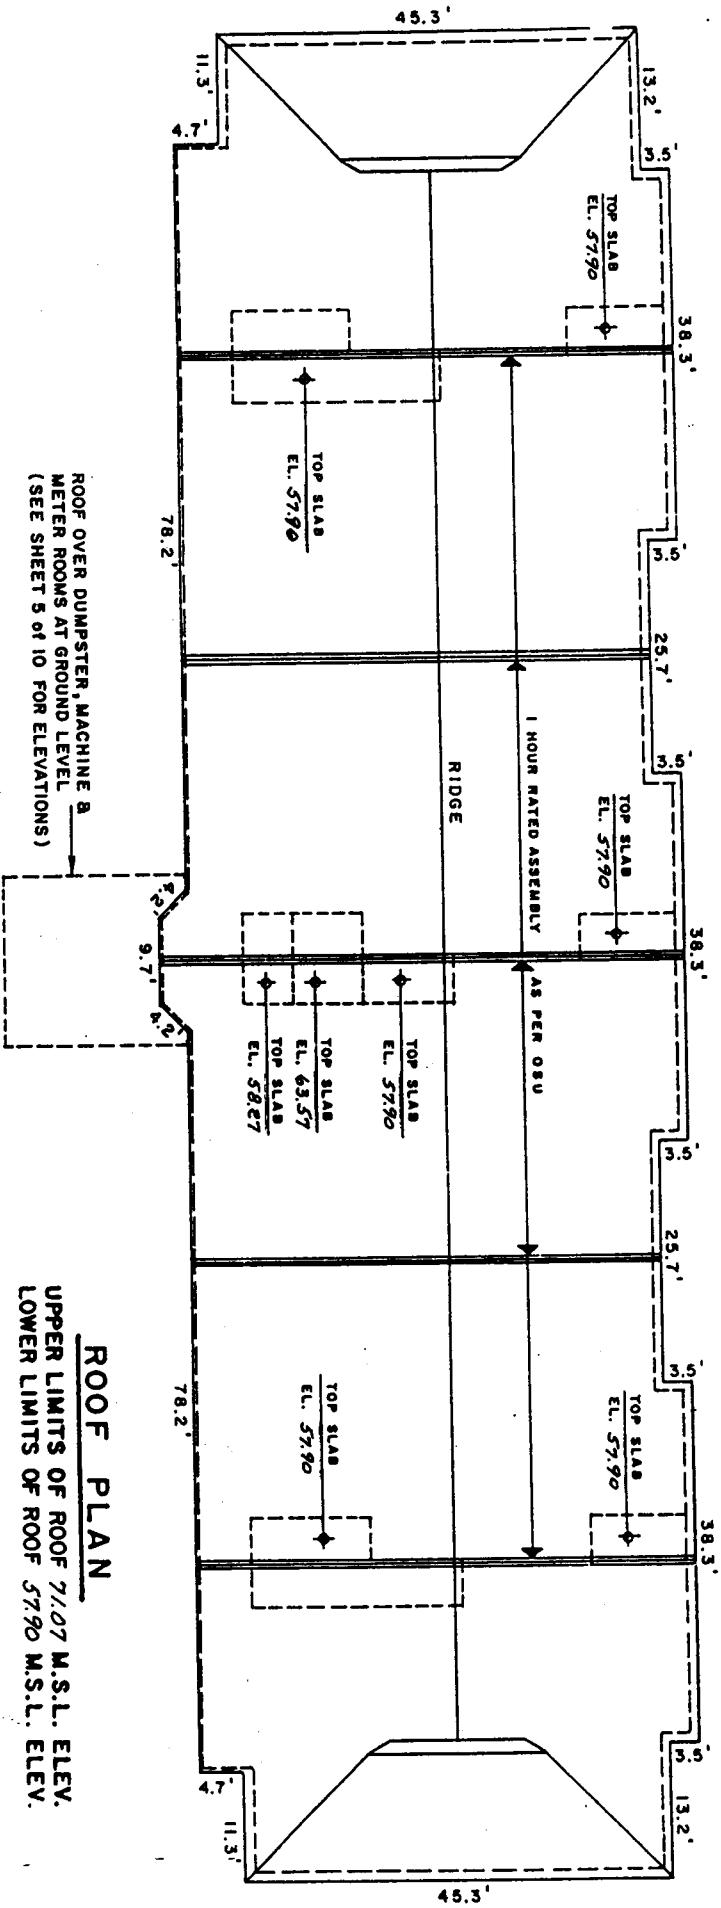 45.3'
11.3'
13.2'
4.7'
3.5'
TOP SLAB
EL. 57.90
38.3'
TOP SLAB
EL. 57.90
78.2'
3.5'
25.7'
3.5'
1 HOUR RATED ASSEMBLY AS PER OSU
RIDGE
TOP SLAB
EL. 57.90
ROOF OVER DUMPSTER, MACHINE &
METER ROOMS AT GROUND LEVEL
(SEE SHEET 5 of 10 FOR ELEVATIONS)
4.2'
9.7'
4.2'
38.3'
TOP SLAB
EL. 57.90
TOP SLAB
EL. 63.57
TOP SLAB
EL. 58.27
3.5'
25.7'
3.5'
78.2'
TOP SLAB
EL. 57.90
TOP SLAB
EL. 57.90
38.3'
3.5'
4.7'
11.3'
13.2'
45.3'
ROOF PLAN
UPPER LIMITS OF ROOF 71.07 M.S.L. ELEV.
LOWER LIMITS OF ROOF 57.90 M.S.L. ELEV.